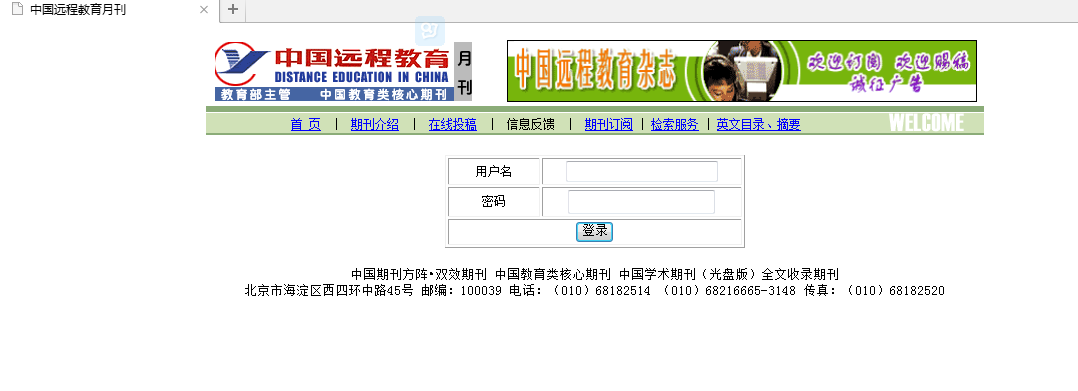 中国远程教育月刊
中国远程教育 月刊
DISTANCE EDUCATION IN CHINA
教育部主管 中国教育类核心期刊
中国远程教育杂志
欢迎订阅 欢迎赐稿
诚征广告
首 页 | 期刊介绍 | 在线投稿 | 信息反馈 | 期刊订阅 | 检索服务 | 英文目录、摘要
WELCOME
用户名
密码
登录
中国期刊方阵•双效期刊 中国教育类核心期刊 中国学术期刊（光盘版）全文收录期刊
北京市海淀区西四环中路45号 邮编：100039 电话：（010）68182514 （010）68216665-3148 传真：（010）68182520